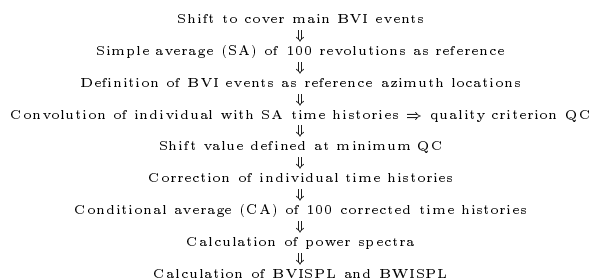 Shift to cover main BVI events
⇓
Simple average (SA) of 100 revolutions as reference
⇓
Definition of BVI events as reference azimuth locations
⇓
Convolution of individual with SA time histories ⇒ quality criterion QC
⇓
Shift value defined at minimum QC
⇓
Correction of individual time histories
⇓
Conditional average (CA) of 100 corrected time histories
⇓
Calculation of power spectra
⇓
Calculation of BVISPL and BWISPL